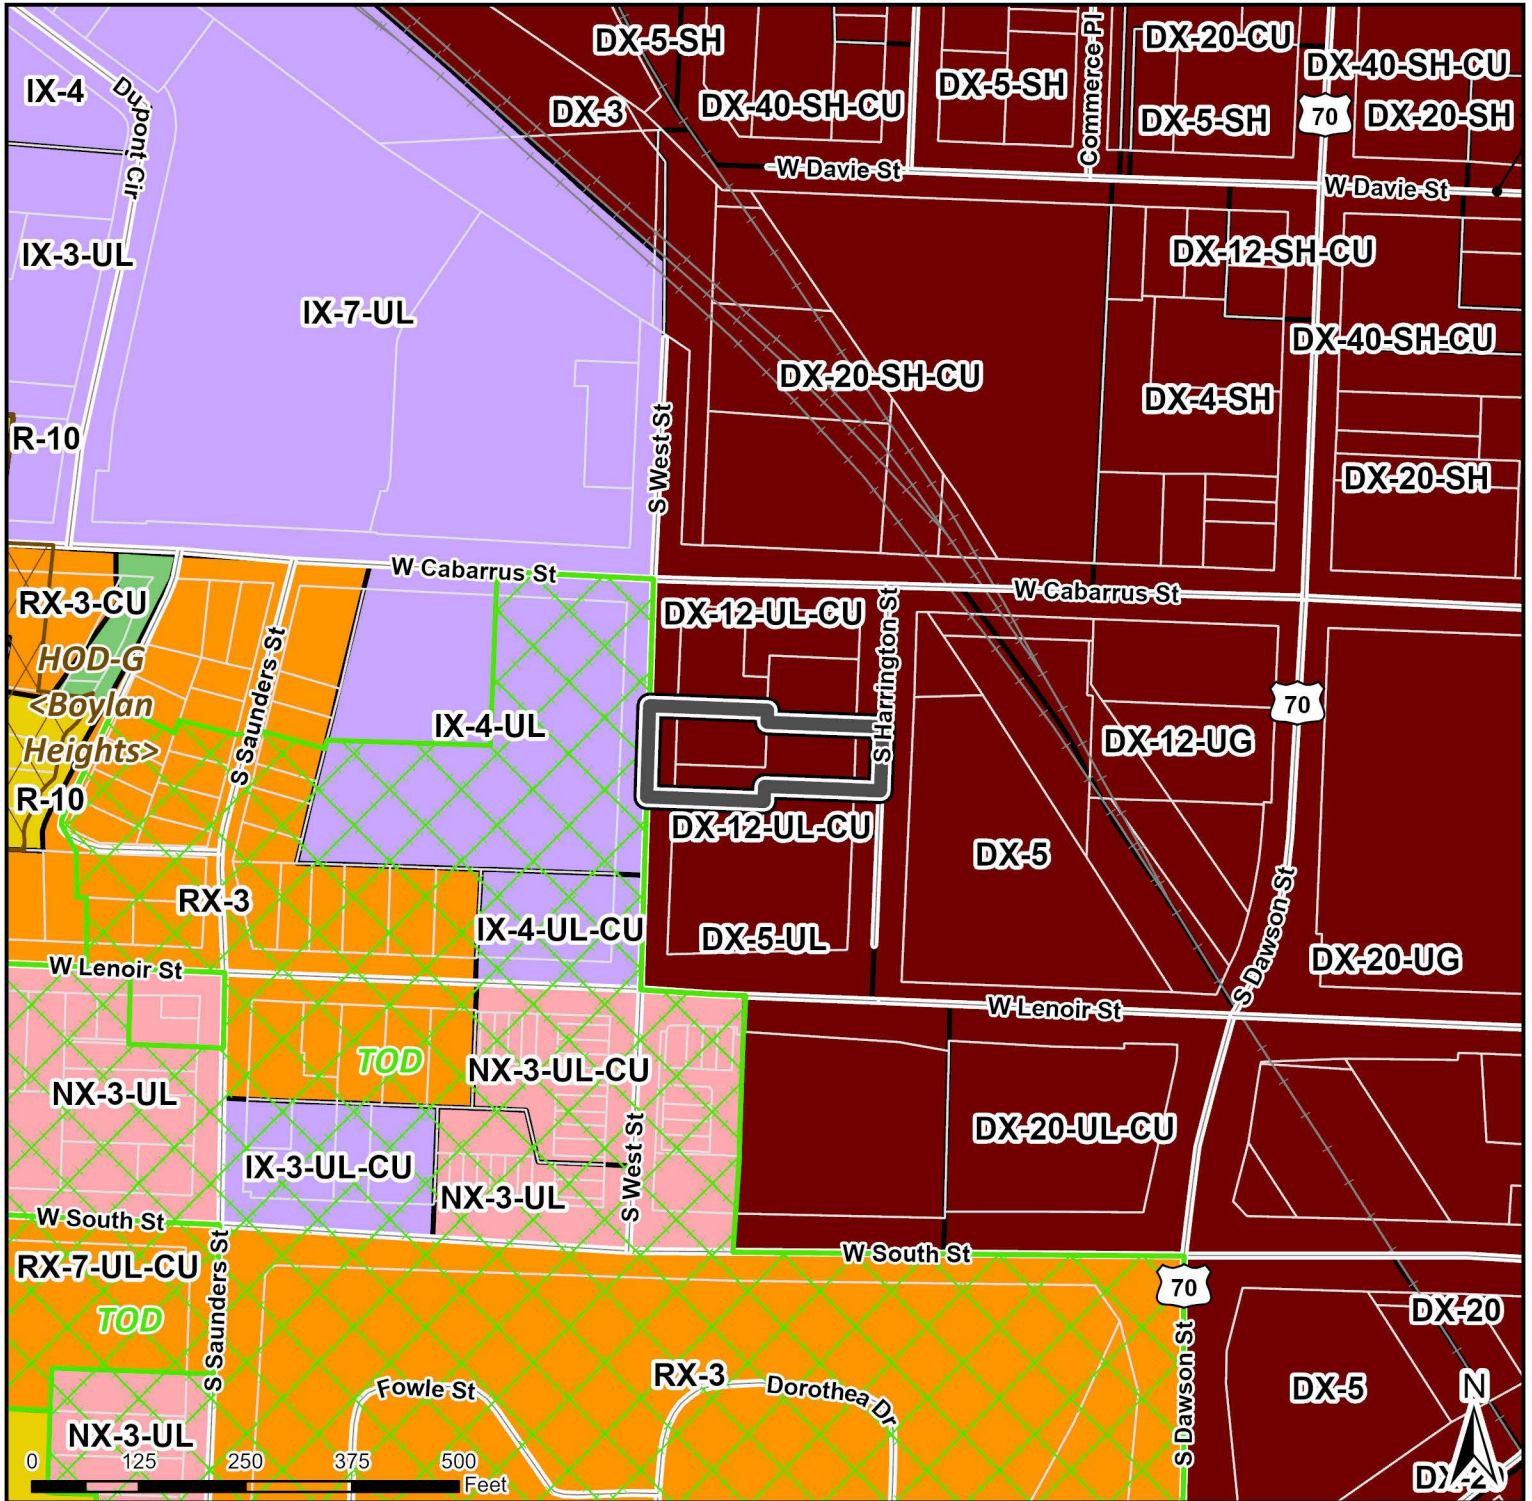 DX-5-SH
DX-20-CU
DX-40-SH-CU
IX-4
Dupont Cir
DX-3
DX-40-SH-CU
DX-5-SH
Commerce Pl
DX-5-SH
70
DX-20-SH
W Davie St
W Davie St
IX-3-UL
DX-12-SH-CU
IX-7-UL
DX-40-SH-CU
DX-20-SH-CU
DX-4-SH
R-10
S West St
DX-20-SH
W Cabarrus St
W Cabarrus St
RX-3-CU
DX-12-UL-CU
S Harrington St
HOD-G
<Boylan
Heights>
S Saunders St
IX-4-UL
70
DX-12-UG
R-10
DX-12-UL-CU
DX-5
RX-3
IX-4-UL-CU
DX-5-UL
S Dawson St
DX-20-UG
W Lenoir St
W Lenoir St
TOD
NX-3-UL-CU
NX-3-UL
DX-20-UL-CU
IX-3-UL-CU
NX-3-UL
S West St
W South St
W South St
RX-7-UL-CU
S Saunders St
70
TOD
DX-20
RX-3
Fowle St
Dorothea Dr
S Dawson St
DX-5
N
NX-3-UL
0 125 250 375 500
Feet